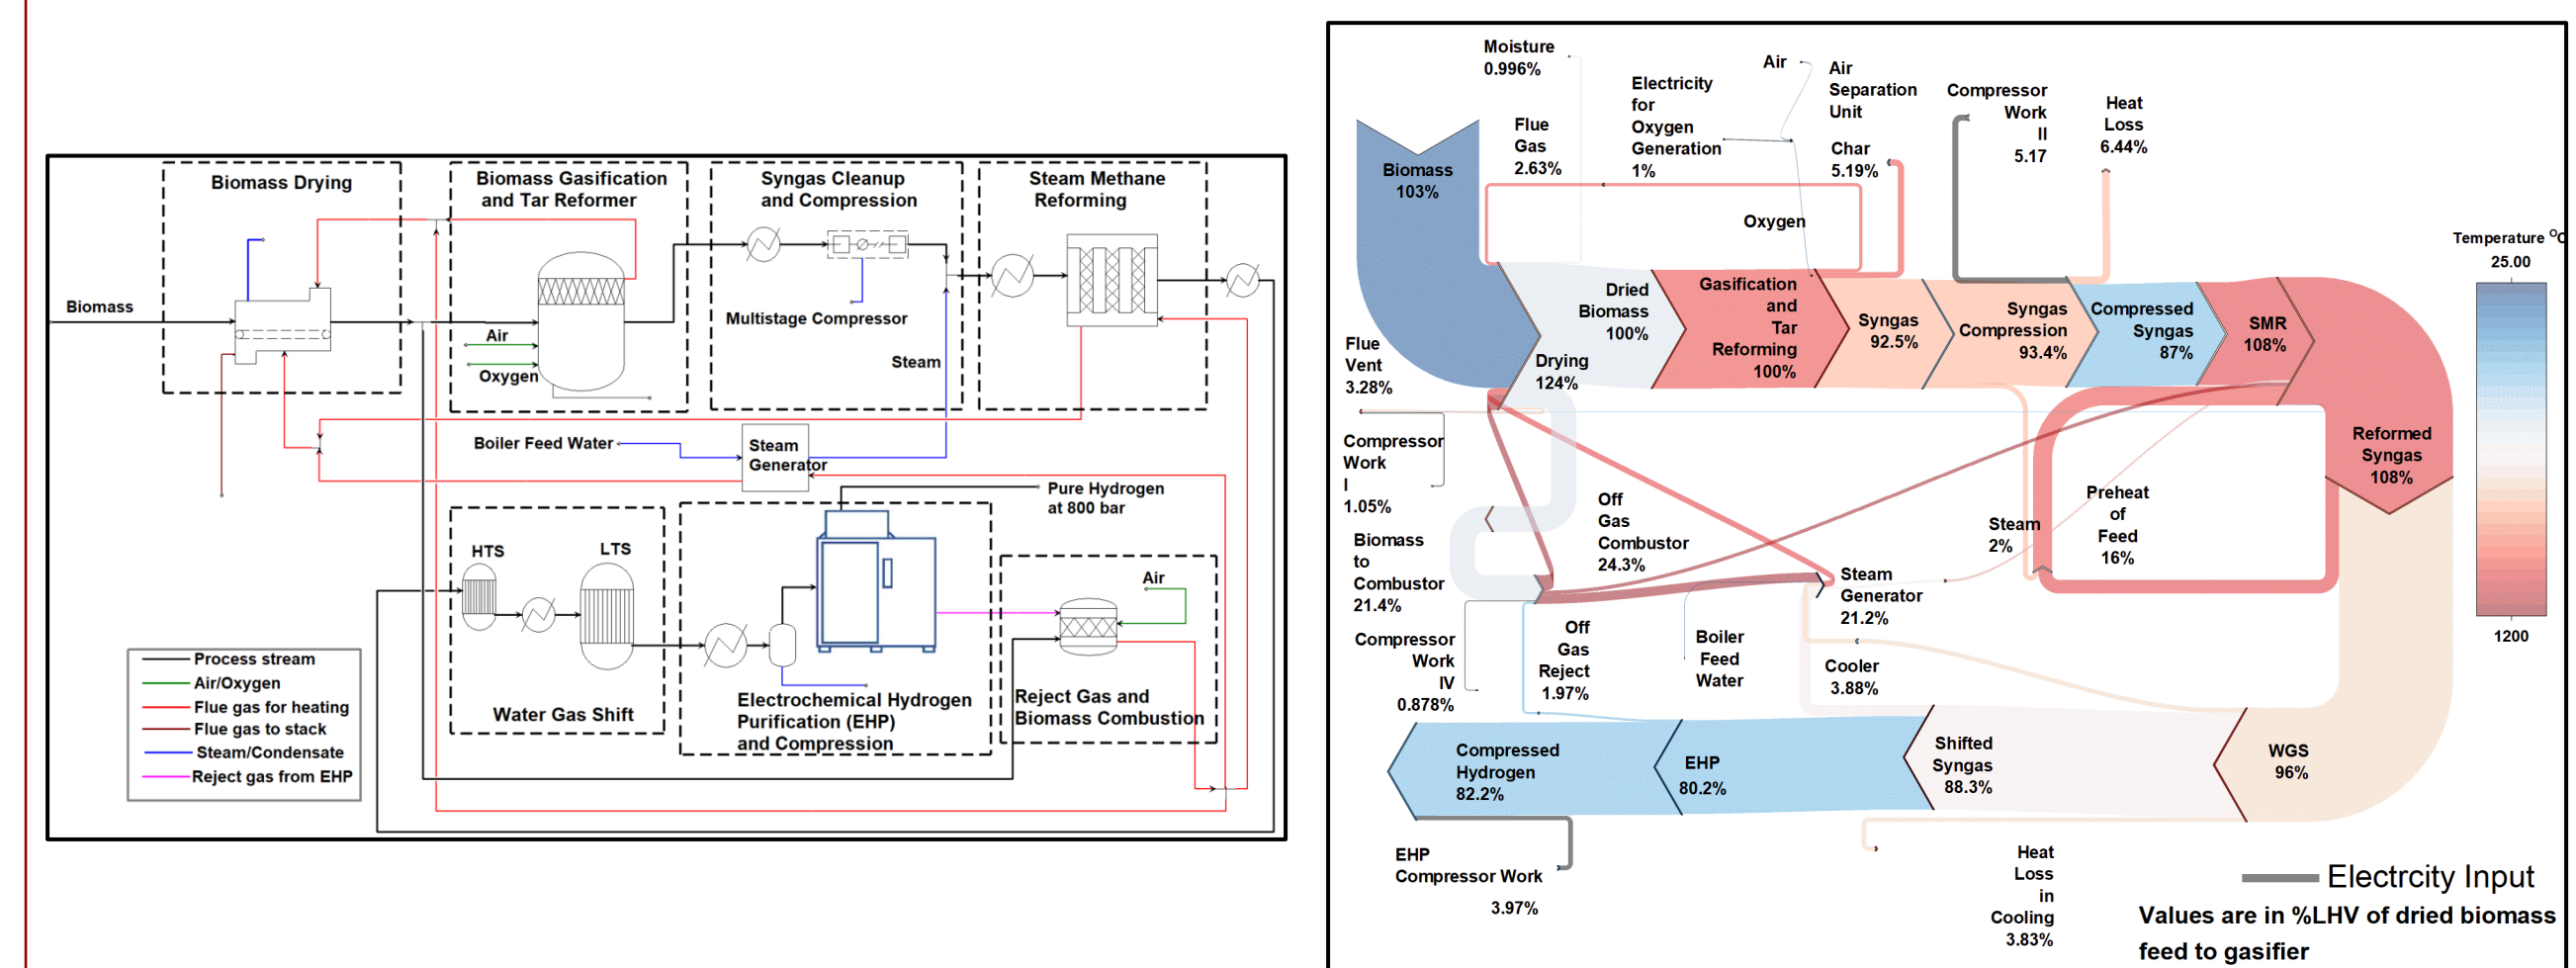 Biomass Drying
Biomass Gasification
and Tar Reformer
Syngas Cleanup
and Compression
Steam Methane
Reforming
Biomass
Air
Oxygen
Multistage Compressor
Steam
Boiler Feed Water
Steam
Generator
Pure Hydrogen
at 800 bar
HTS
LTS
Water Gas Shift
Electrochemical Hydrogen
Purification (EHP)
and Compression
Air
Reject Gas and
Biomass Combustion
Process stream
Air/Oxygen
Flue gas for heating
Flue gas to stack
Steam/Condensate
Reject gas from EHP
Moisture
0.996%
Flue
Gas
2.63%
Electricity
for
Oxygen
Generation
1%
Air
Air
Separation
Unit
Char
5.19%
Oxygen
Compressor
Work
II
5.17
Heat
Loss
6.44%
Biomass
103%
Drying
124%
Dried
Biomass
100%
Gasification
and
Tar
Reforming
100%
Syngas
92.5%
Syngas
Compression
93.4%
Compressed
Syngas
87%
SMR
108%
Reformed
Syngas
108%
Temperature OC
25.00
1200
Flue
Vent
3.28%
Compressor
Work
I
1.05%
Biomass
to
Combustor
21.4%
Compressor
Work
IV
0.878%
Off
Gas
Combustor
24.3%
Off
Gas
Reject
1.97%
Boiler
Feed
Water
Steam
Generator
21.2%
Cooler
3.88%
Steam
2%
Preheat
of
Feed
16%
Compressed
Hydrogen
82.2%
EHP
80.2%
Shifted
Syngas
88.3%
WGS
96%
EHP
Compressor Work
3.97%
Heat
Loss
in
Cooling
3.83%
Electrcity Input
Values are in %LHV of dried biomass
feed to gasifier